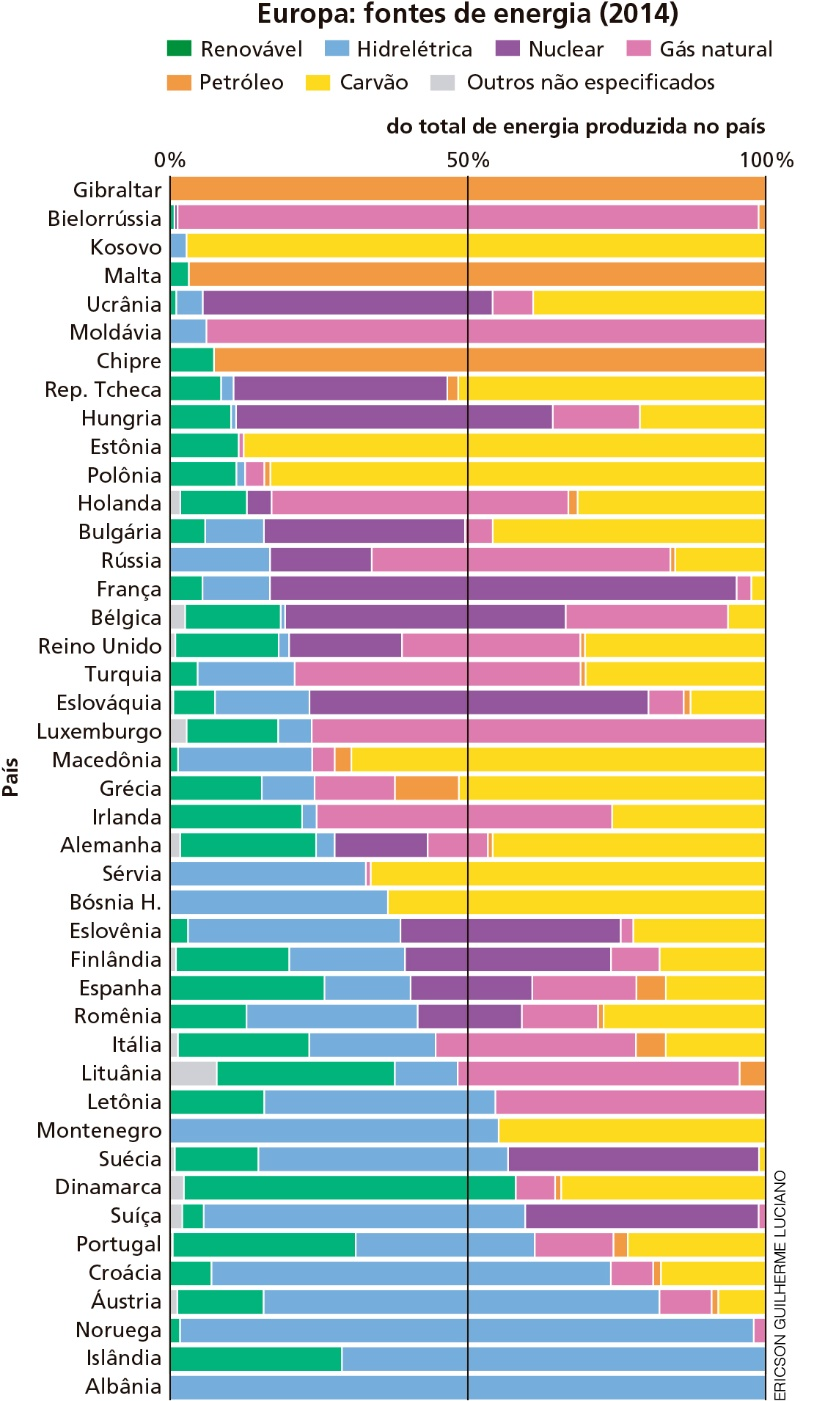 Europa: fontes de energia (2014)
Renovável Hidrelétrica Nuclear Gás natural
Petróleo Carvão Outros não especificados
do total de energia produzida no país
0% 50% 100%
País
Gibraltar
Bielorrússia
Kosovo
Malta
Ucrânia
Moldávia
Chipre
Rep. Tcheca
Hungria
Estônia
Polônia
Holanda
Bulgária
Rússia
França
Bélgica
Reino Unido
Turquia
Eslováquia
Luxemburgo
Macedônia
Grécia
Irlanda
Alemanha
Sérvia
Bósnia H.
Eslovênia
Finlândia
Espanha
Romênia
Itália
Lituânia
Letônia
Montenegro
Suécia
Dinamarca
Suíça
Portugal
Croácia
Áustria
Noruega
Islândia
Albânia
ERICSON GUILHERME LUCIANO